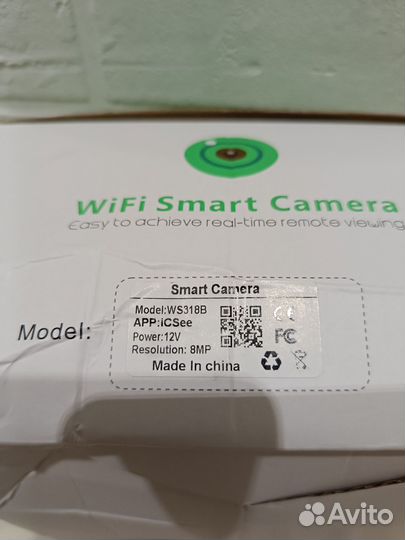 WiFi Smart Camera
Easy to achieve real-time remote viewing
Smart Camera
Model:WS318B
APP:iCSee
Power:12V
Resolution: 8MP
CE
FC
Made In china
Model:
Avito